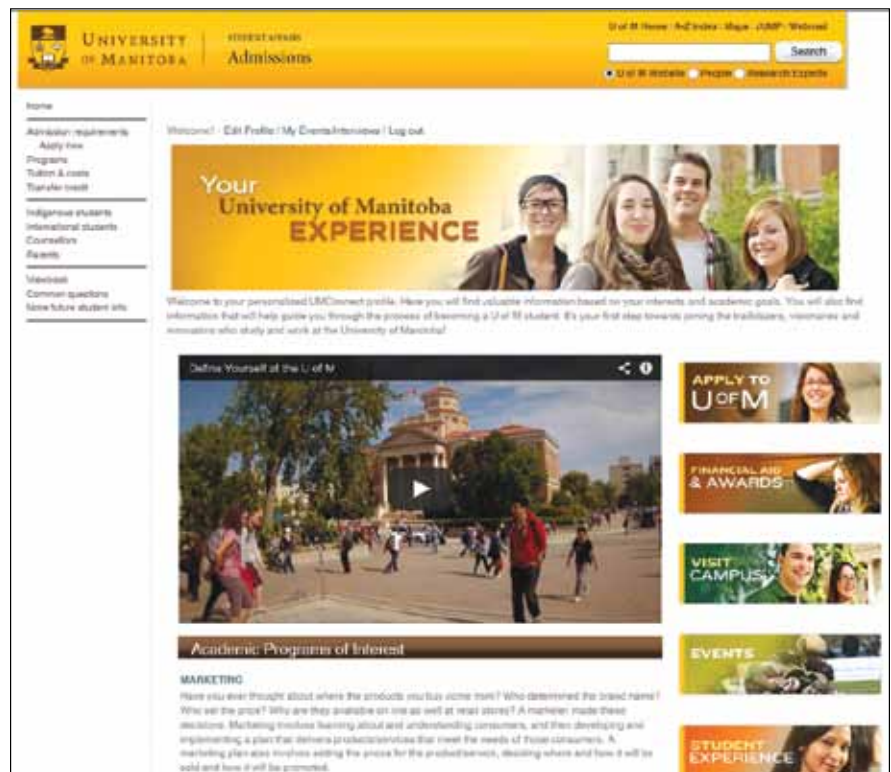 UNIVERSITY
OF MANITOBA
STUDENT AFFAIRS
Admissions
U of M Home · A-Z Index · Maps · JUMP · Webmail
Search
U of M Website People Research Experts
Home
Admission requirements
Apply now
Programs
Tuition & costs
Transfer credit
Indigenous students
International students
Counsellors
Parents
Viewbook
Common questions
More future student info
Welcome! - Edit Profile / My Events/Interviews / Log out
Your
University of Manitoba
EXPERIENCE
Welcome to your personalized UMConnect profile. Here you will find valuable information based on your interests and academic goals. You will also find
information that will help guide you through the process of becoming a U of M student. It's your first step towards joining the trailblazers, visionaries and
innovators who study and work at the University of Manitoba!
Define Yourself at the U of M
APPLY TO
U OF M
FINANCIAL AID
& AWARDS
VISIT
CAMPUS
EVENTS
STUDENT
EXPERIENCE
Academic Programs of Interest
MARKETING
Have you ever thought about where the products you buy come from? Who determined the brand name?
Who set the price? Why are they available on line as well at retail stores? A marketer made these
decisions. Marketing involves learning about and understanding consumers, and then developing and
implementing a plan that delivers products/services that meet the needs of those consumers. A
marketing plan also involves setting the prices for the product/service, deciding where and how it will be
sold and how it will be promoted.